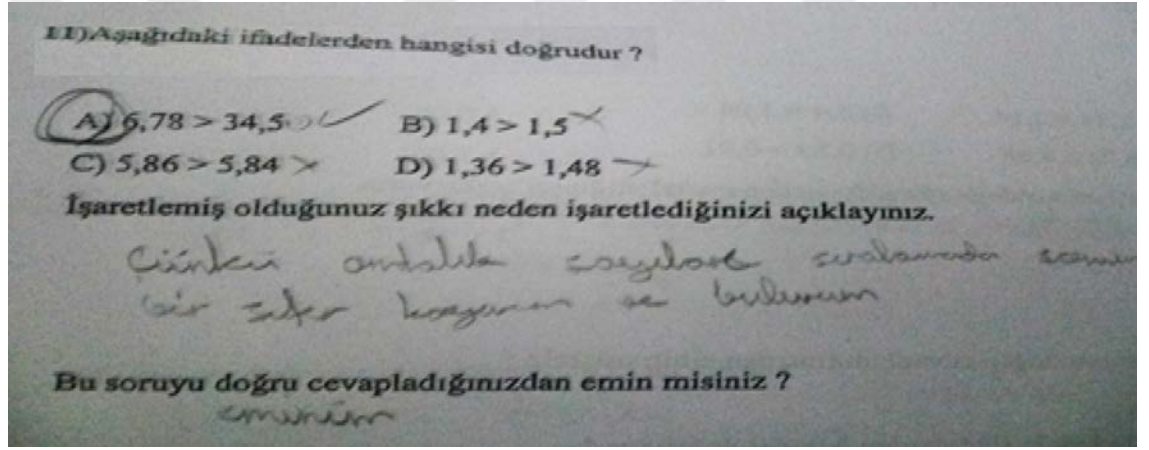 11)Aşağıdaki ifadelerden hangisi doğrudur ?
A) 6,78 > 34,5 B) 1,4 > 1,5
C) 5,86 > 5,84 D) 1,36 > 1,48
İşaretlemiş olduğunuz şıkkı neden işaretlediğinizi açıklayınız.
Çünkü ondalık sayıları sıralamada
bir sıfır koyarım ve bulurum
Bu soruyu doğru cevapladığınızdan emin misiniz ?
eminim